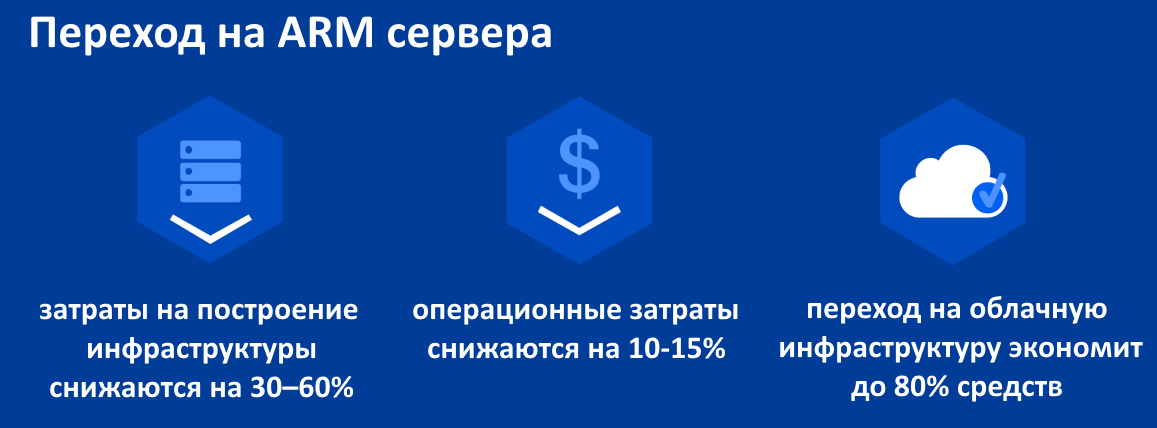 Переход на ARM сервера
затраты на построение
инфраструктуры
снижаются на 30–60%
операционные затраты
снижаются на 10-15%
переход на облачную
инфраструктуру экономит
до 80% средств